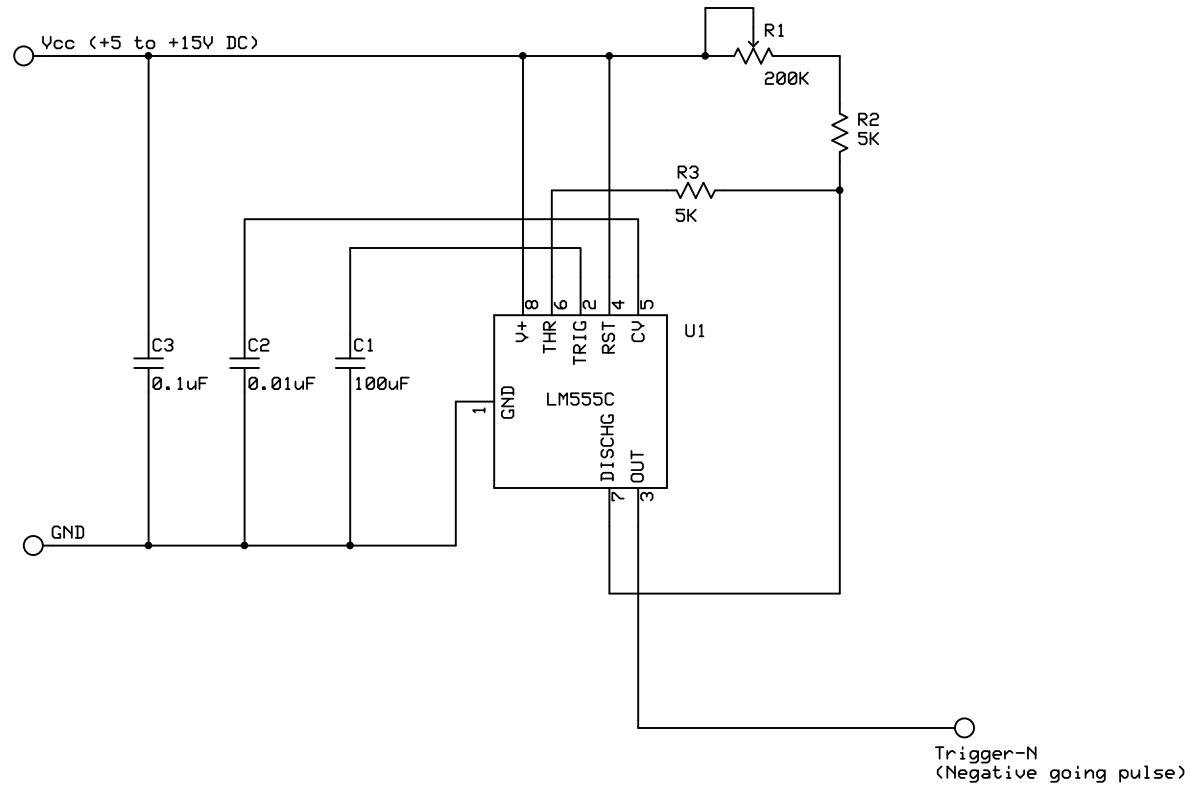 Vcc (+5 to +15V DC)
R1
200K
R2
5K
R3
5K
8
6
2
4
5
V+
THR
TRIG
RST
CV
U1
C3
0.1uF
C2
0.01uF
C1
100uF
1
GND
LM555C
DISCHG
OUT
7
3
GND
Trigger-N
(Negative going pulse)